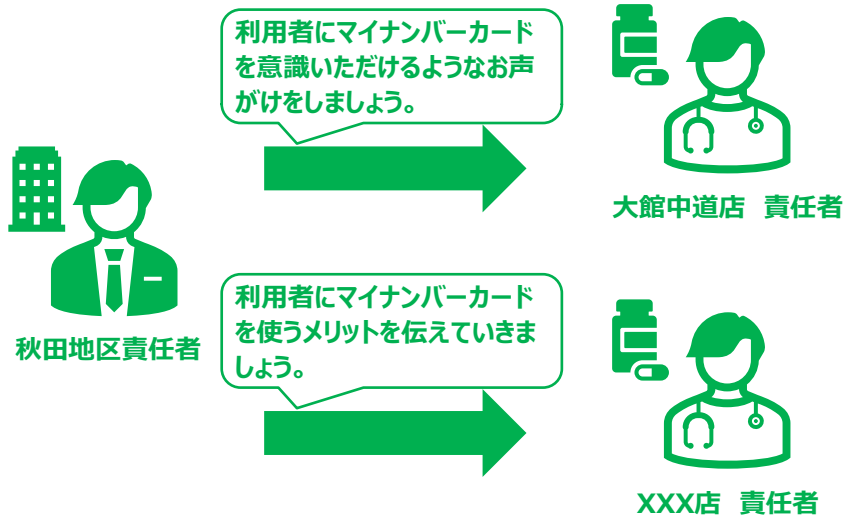 利用者にマイナンバーカード
を意識いただけるようなお声
がけをしましょう。
大館中道店 責任者
秋田地区責任者
利用者にマイナンバーカード
を使うメリットを伝えていきま
しょう。
XXX店 責任者